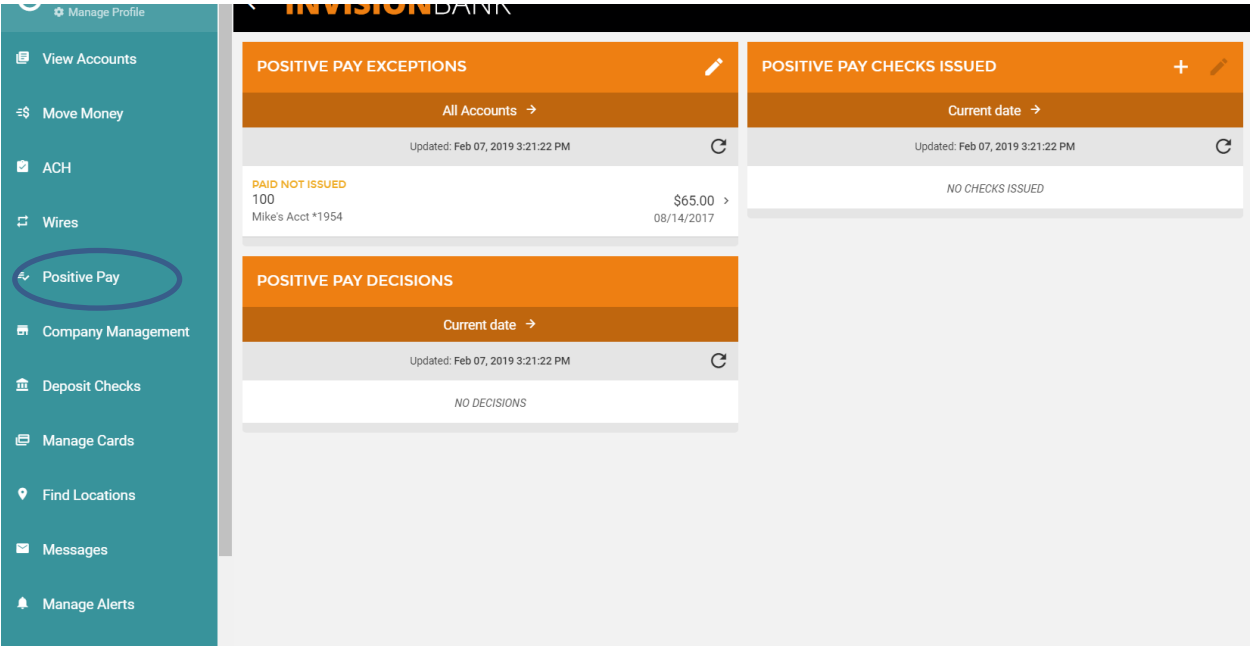 Manage Profile
View Accounts
Move Money
ACH
Wires
Positive Pay
Company Management
Deposit Checks
Manage Cards
Find Locations
Messages
Manage Alerts
INVISIONBANK
POSITIVE PAY EXCEPTIONS
All Accounts →
Updated: Feb 07, 2019 3:21:22 PM
PAID NOT ISSUED
100
$65.00 >
Mike's Acct *1954
08/14/2017
POSITIVE PAY DECISIONS
Current date →
Updated: Feb 07, 2019 3:21:22 PM
NO DECISIONS
POSITIVE PAY CHECKS ISSUED
Current date →
Updated: Feb 07, 2019 3:21:22 PM
NO CHECKS ISSUED